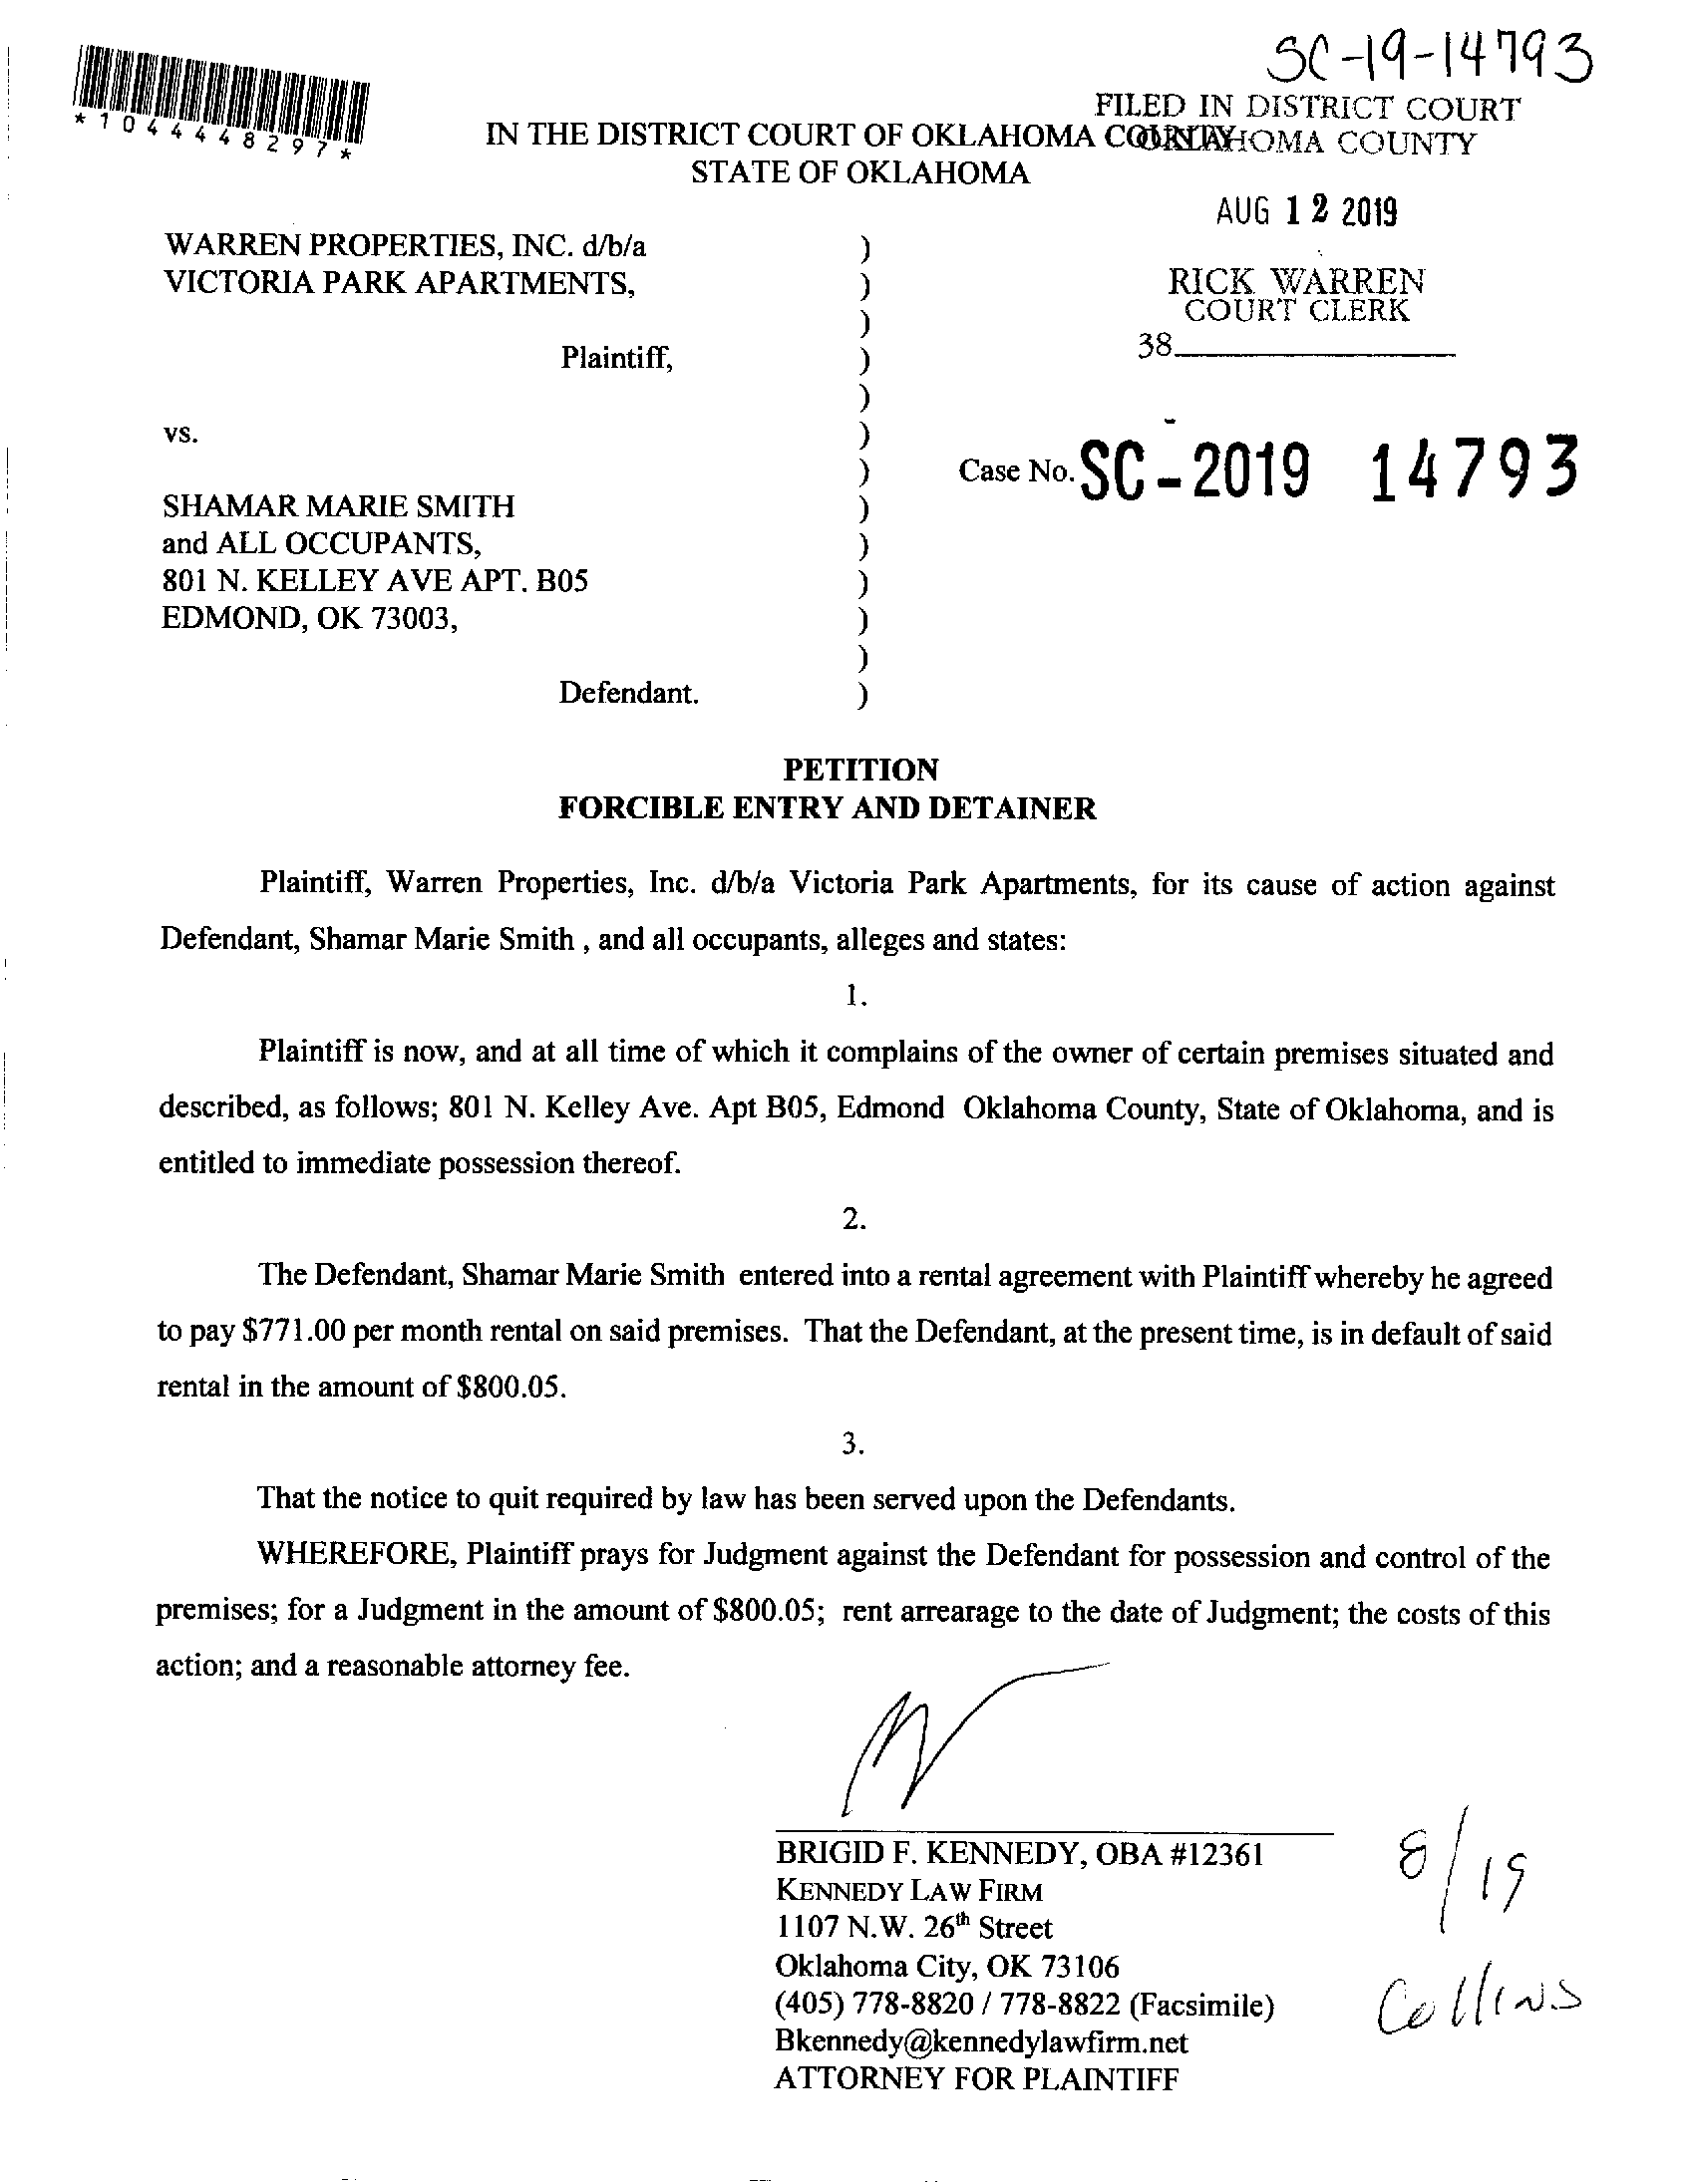 SC-19-14793
*1044448297*
FILED IN DISTRICT COURT
OKLAHOMA COUNTY
IN THE DISTRICT COURT OF OKLAHOMA COUNTY
STATE OF OKLAHOMA
AUG 12 2019
RICK WARREN
COURT CLERK
38
WARREN PROPERTIES, INC. d/b/a )
VICTORIA PARK APARTMENTS, )
)
Plaintiff, )
)
vs. )
) Case No. SC-2019 14793
SHAMAR MARIE SMITH )
and ALL OCCUPANTS, )
801 N. KELLEY AVE APT. B05 )
EDMOND, OK 73003, )
)
Defendant. )
PETITION
FORCIBLE ENTRY AND DETAINER
Plaintiff, Warren Properties, Inc. d/b/a Victoria Park Apartments, for its cause of action against
Defendant, Shamar Marie Smith , and all occupants, alleges and states:
1.
Plaintiff is now, and at all time of which it complains of the owner of certain premises situated and
described, as follows; 801 N. Kelley Ave. Apt B05, Edmond Oklahoma County, State of Oklahoma, and is
entitled to immediate possession thereof.
2.
The Defendant, Shamar Marie Smith entered into a rental agreement with Plaintiff whereby he agreed
to pay $771.00 per month rental on said premises. That the Defendant, at the present time, is in default of said
rental in the amount of $800.05.
3.
That the notice to quit required by law has been served upon the Defendants.
WHEREFORE, Plaintiff prays for Judgment against the Defendant for possession and control of the
premises; for a Judgment in the amount of $800.05; rent arrearage to the date of Judgment; the costs of this
action; and a reasonable attorney fee.
BRIGID F. KENNEDY, OBA #12361
KENNEDY LAW FIRM
1107 N.W. 26th Street
Oklahoma City, OK 73106
(405) 778-8820 / 778-8822 (Facsimile)
Bkennedy@kennedylawfirm.net
ATTORNEY FOR PLAINTIFF
8/19
Collins